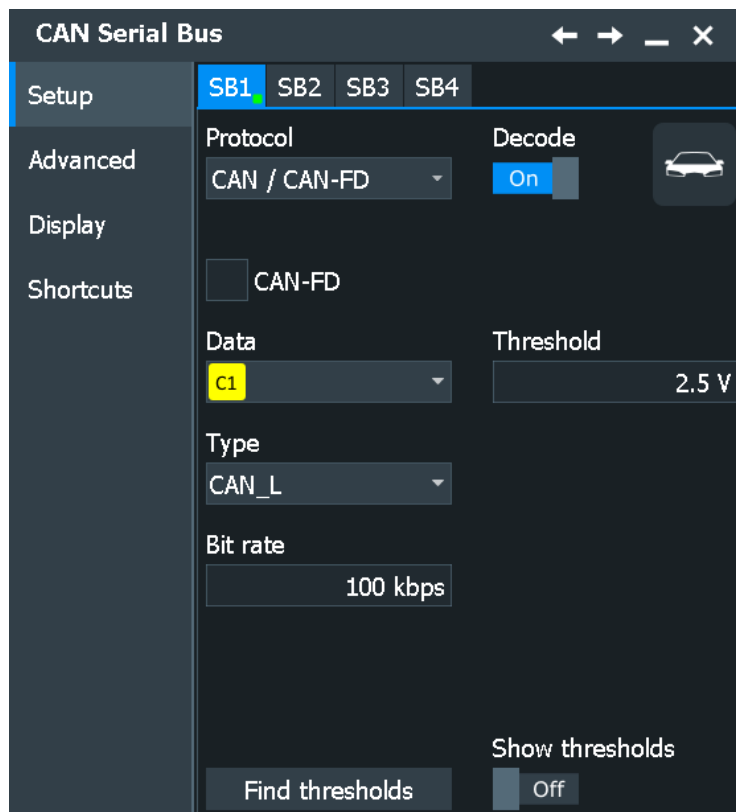 CAN Serial Bus
Setup
Advanced
Display
Shortcuts
SB1 SB2 SB3 SB4
Protocol Decode
CAN / CAN-FD On
CAN-FD
Data Threshold
C1 2.5 V
Type
CAN_L
Bit rate
100 kbps
Show thresholds
Find thresholds Off